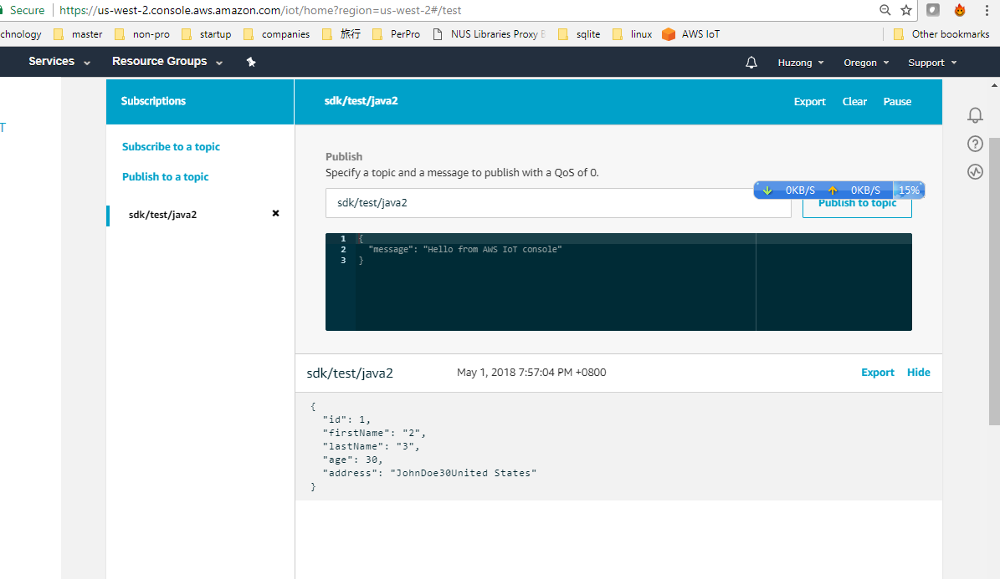 Secure https://us-west-2.console.aws.amazon.com/iot/home?region=us-west-2#/test
chnology master non-pro startup companies 旅行 PerPro NUS Libraries Proxy sqlite linux AWS IoT Other bookmarks
Services Resource Groups Huzong Oregon Support
Subscriptions sdk/test/java2 Export Clear Pause
T
Subscribe to a topic
Publish to a topic
sdk/test/java2
Publish
Specify a topic and a message to publish with a QoS of 0.
0KB/S 0KB/S 15%
sdk/test/java2 Publish to topic
1 {
2 "message": "Hello from AWS IoT console"
3 }
sdk/test/java2 May 1, 2018 7:57:04 PM +0800 Export Hide
{
"id": 1,
"firstName": "2",
"lastName": "3",
"age": 30,
"address": "JohnDoe30United States"
}